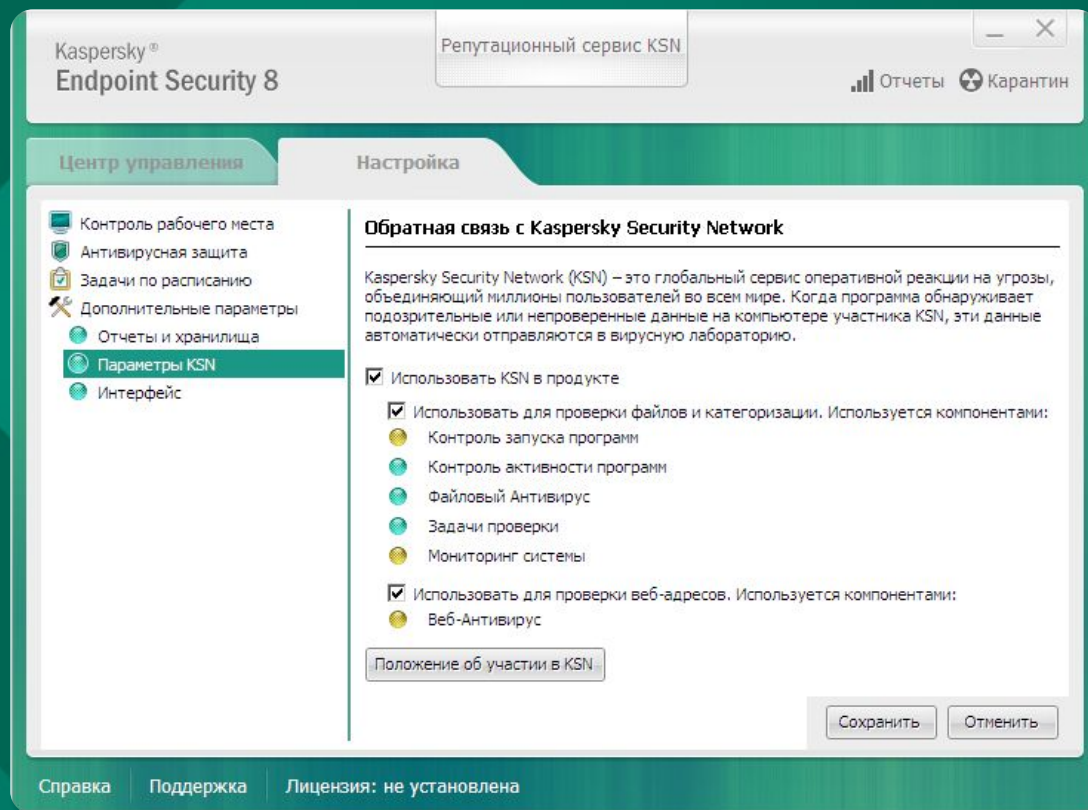 Kaspersky®
Endpoint Security 8
Репутационный сервис KSN
Отчеты
Карантин
Центр управления
Настройка
Контроль рабочего места
Антивирусная защита
Задачи по расписанию
Дополнительные параметры
Отчеты и хранилища
Параметры KSN
Интерфейс
Обратная связь с Kaspersky Security Network
Kaspersky Security Network (KSN) – это глобальный сервис оперативной реакции на угрозы,
объединяющий миллионы пользователей во всем мире. Когда программа обнаруживает
подозрительные или непроверенные данные на компьютере участника KSN, эти данные
автоматически отправляются в вирусную лабораторию.
Использовать KSN в продукте
Использовать для проверки файлов и категоризации. Используется компонентами:
Контроль запуска программ
Контроль активности программ
Файловый Антивирус
Задачи проверки
Мониторинг системы
Использовать для проверки веб-адресов. Используется компонентами:
Веб-Антивирус
Положение об участии в KSN
Сохранить
Отменить
Справка
Поддержка
Лицензия: не установлена